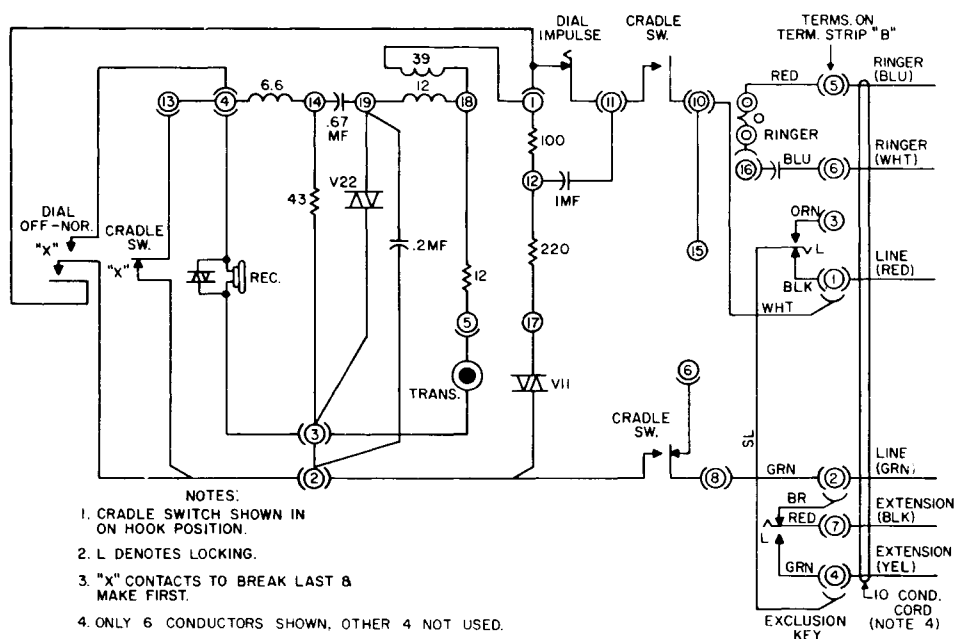 DIAL
IMPULSE
CRADLE
SW.
TERMS. ON
TERM. STRIP "B"
RINGER
(BLU)
RED
5
39
12
13
4
6.6
14
.67
MF
19
18
1
11
10
RINGER
100
16
BLU
6
RINGER
(WHT)
12
1MF
V22
43
ORN
3
L
DIAL
OFF-NOR.
"X"
CRADLE
SW.
"X"
.2MF
220
15
REC.
12
BLK
1
LINE
(RED)
WHT
5
17
6
TRANS.
V11
CRADLE
SW.
SL
3
2
8
GRN
2
LINE
(GRN)
BR
L
RED
7
EXTENSION
(BLK)
GRN
4
EXTENSION
(YEL)
EXCLUSION
KEY
10 COND.
CORD
(NOTE 4)
NOTES:
1. CRADLE SWITCH SHOWN IN
ON HOOK POSITION.
2. L DENOTES LOCKING.
3. "X" CONTACTS TO BREAK LAST &
MAKE FIRST.
4. ONLY 6 CONDUCTORS SHOWN, OTHER 4 NOT USED.